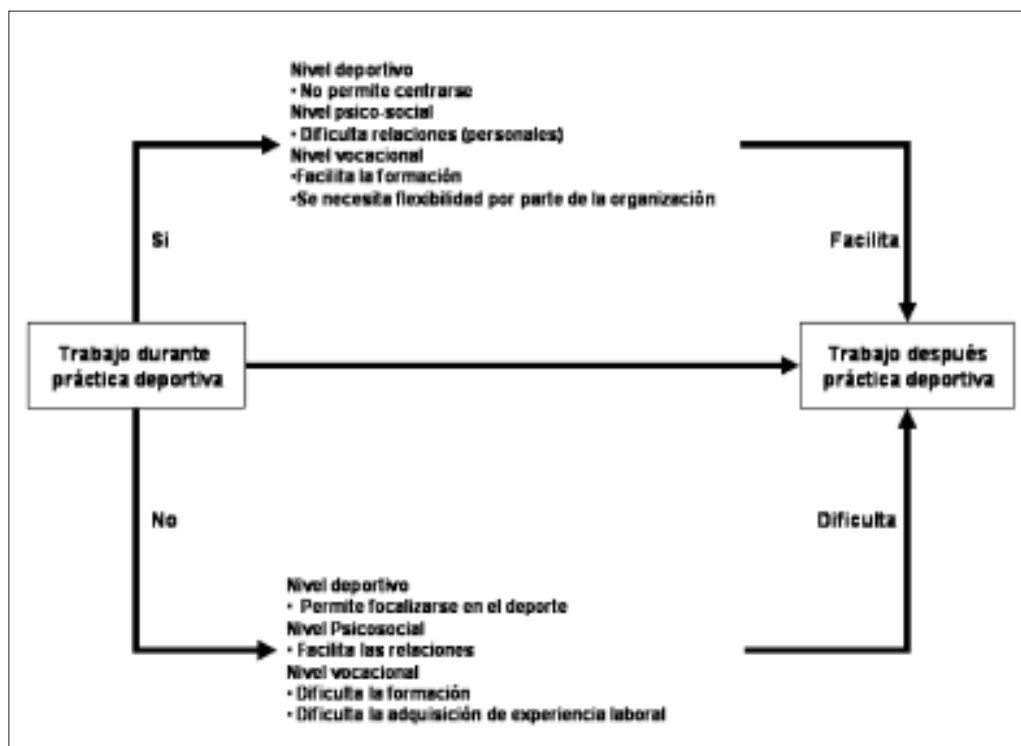 Nivel deportivo
• No permite centrarse
Nivel psico-social
• Dificulta relaciones (personales)
Nivel vocacional
•Facilita la formación
•Se necesita flexibilidad por parte de la organización
Si
Facilita
Trabajo durante
práctica deportiva
Trabajo después
práctica deportiva
No
Dificulta
Nivel deportivo
• Permite focalizarse en el deporte
Nivel Psicosocial
• Facilita las relaciones
Nivel vocacional
• Dificulta la formación
• Dificulta la adquisición de experiencia laboral